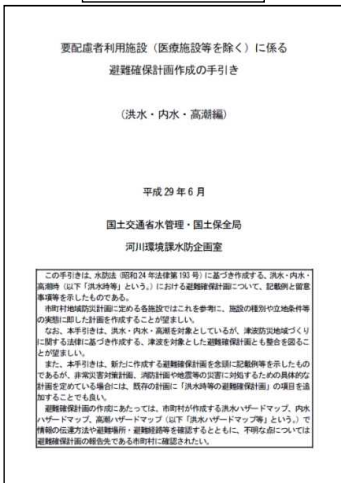 要配慮者利用施設（医療施設等を除く）に係る
避難確保計画作成の手引き
（洪水・内水・高潮編）
平成29年6月
国土交通省水管理・国土保全局
河川環境課水防企画室
この手引きは、水防法（昭和24年法律第193号）に基づき作成する、洪水・内水・
高潮時（以下「洪水時等」という。）における避難確保計画について、記載例と留意
事項等を示したものである。
市町村地域防災計画に定める各施設ではこれを参考に、施設の種別や立地条件等
の実態に即した計画を作成することが望ましい。
なお、本手引きは、洪水・内水・高潮を対象としているが、津波防災地域づくり
に関する法律に基づき作成する、津波を対象とした避難確保計画とも整合を図るこ
とが望ましい。
また、本手引きは、新たに作成する避難確保計画を念頭に記載例等を示したもの
であるが、非常災害対策計画、消防計画や地震等の災害に対処するための具体的な
計画を定めている場合には、既存の計画に「洪水時等の避難確保計画」の項目を追
加することでも良い。
避難確保計画の作成にあたっては、市町村が作成する洪水ハザードマップ、内水
ハザードマップ、高潮ハザードマップ（以下「洪水ハザードマップ等」という。）で
情報の伝達方法や避難場所・避難経路等を確認するとともに、不明な点については
避難確保計画の報告先である市町村に確認されたい。